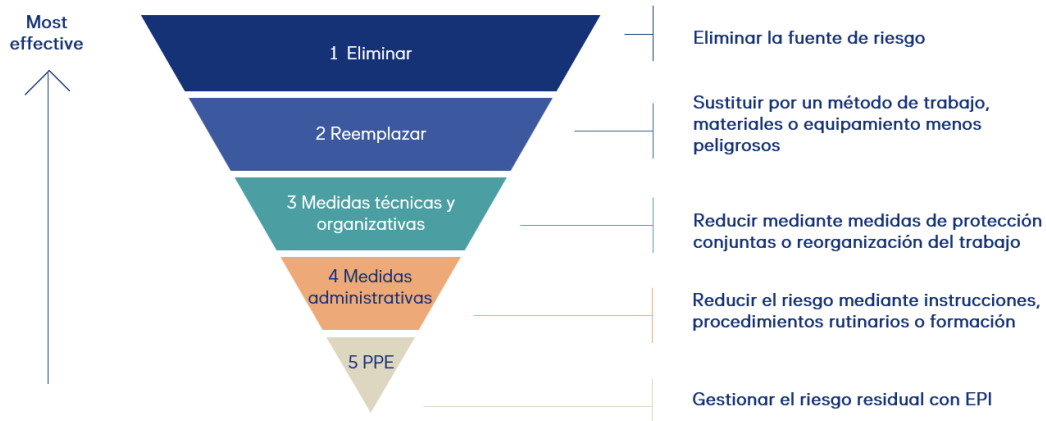 Most
effective
1 Eliminar
Eliminar la fuente de riesgo
2 Reemplazar
Sustituir por un método de trabajo,
materiales o equipamiento menos
peligrosos
3 Medidas técnicas y
organizativas
Reducir mediante medidas de protección
conjuntas o reorganización del trabajo
4 Medidas
administrativas
Reducir el riesgo mediante instrucciones,
procedimientos rutinarios o formación
5 PPE
Gestionar el riesgo residual con EPI